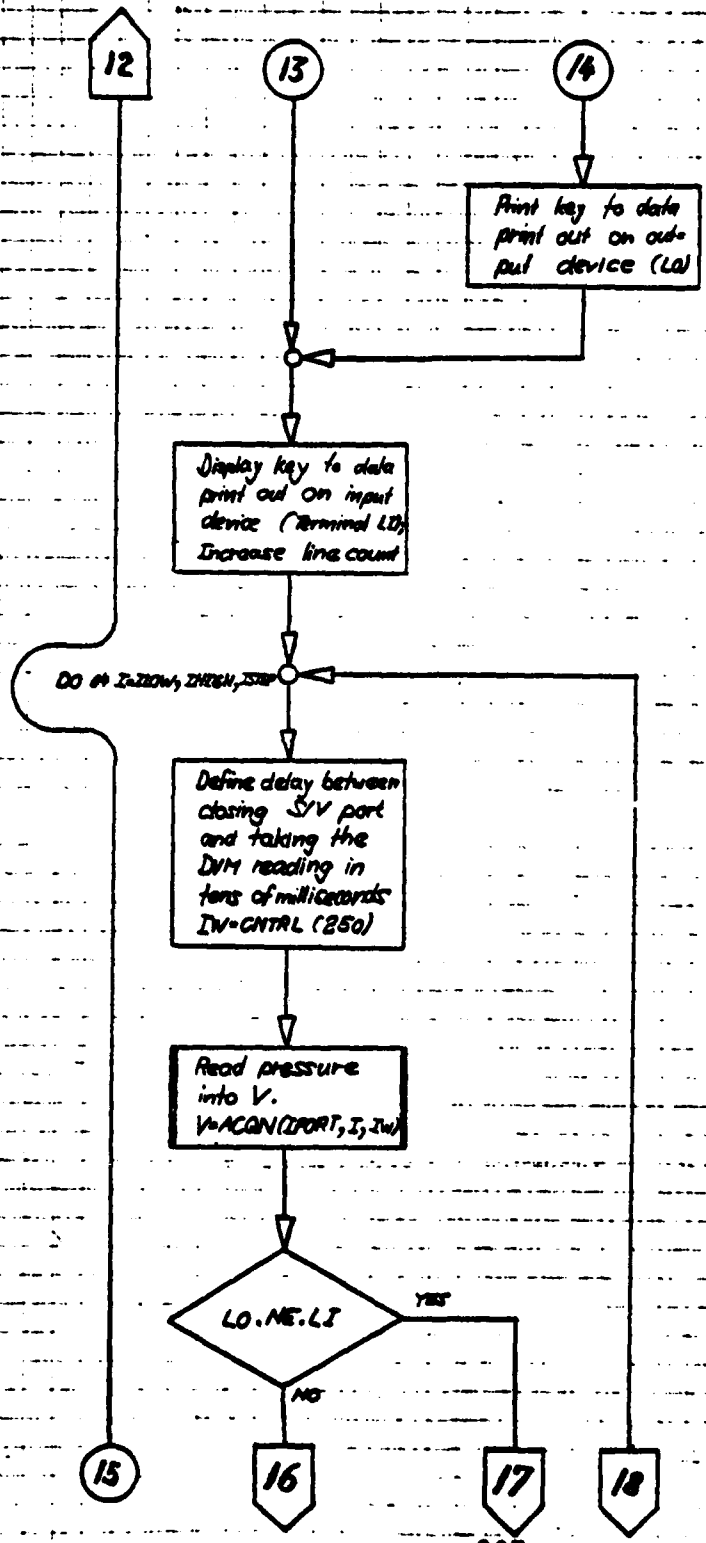 12
13
14
Print key to data
print out on out-
put device (LO)
Display key to data
print out on input
device (Terminal LI);
Increase line count
DO I=ILOW, IHIGH, ISTEP
Define delay between
closing S/V port
and taking the
DVM reading in
tens of milliseconds
IW=CNTRL (250)
Read pressure
into V.
V=ACQN(IPORT, I, IW)
LO.NE.LI
YES
NO
15
16
17
18